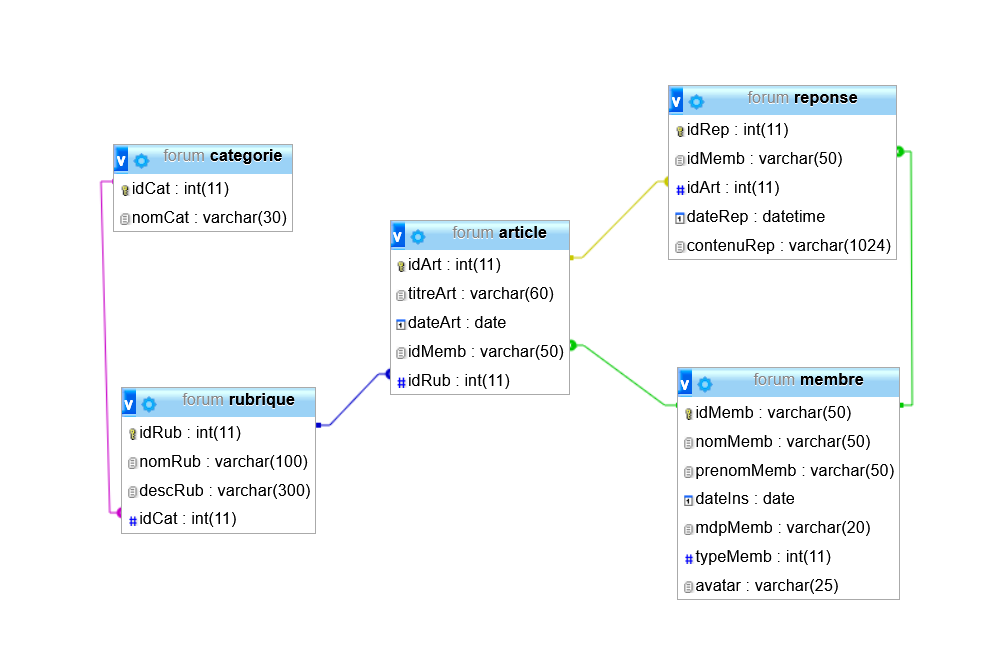 forum categorie
idCat : int(11)
nomCat : varchar(30)
forum rubrique
idRub : int(11)
nomRub : varchar(100)
descRub : varchar(300)
idCat : int(11)
forum article
idArt : int(11)
titreArt : varchar(60)
dateArt : date
idMemb : varchar(50)
idRub : int(11)
forum reponse
idRep : int(11)
idMemb : varchar(50)
idArt : int(11)
dateRep : datetime
contenuRep : varchar(1024)
forum membre
idMemb : varchar(50)
nomMemb : varchar(50)
prenomMemb : varchar(50)
dateIns : date
mdpMemb : varchar(20)
typeMemb : int(11)
avatar : varchar(25)